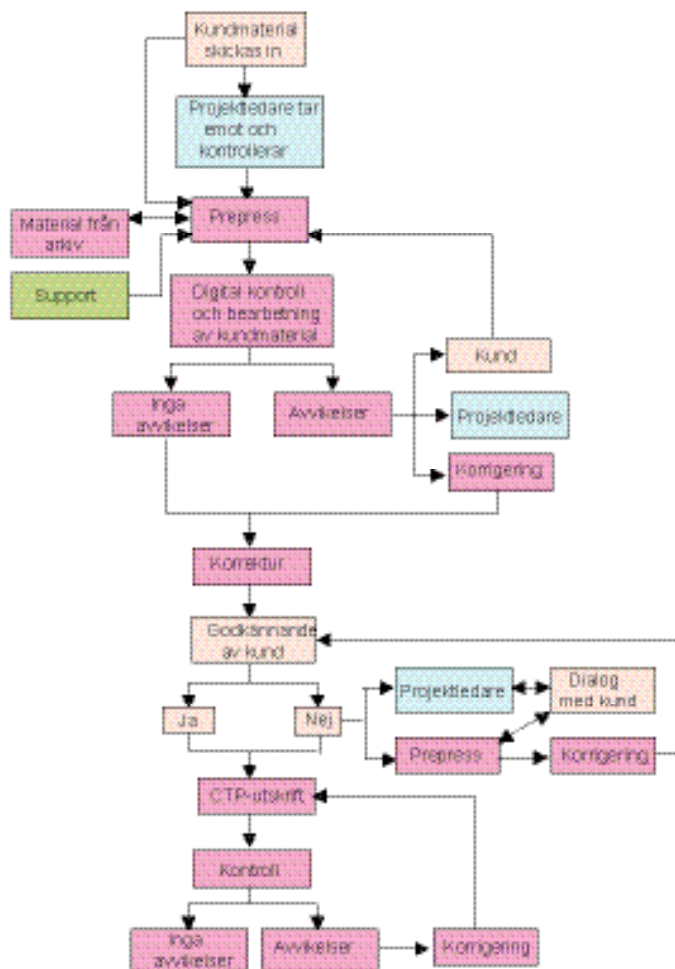 Kundmaterial
skickas in
Projektledare tar
emot och
kontrollerar
Prepress
Material från
arkiv
Support
Digital kontroll
och bearbetning
av kundmaterial
Kund
Inga
avvikelser
Avvikelser
Projektledare
Korrigering
Korrektur
Godkännande
av kund
Projektledare
Dialog
med kund
Ja
Nej
Prepress
Korrigering
CTP-utskrift
Kontroll
Inga
avvikelser
Avvikelser
Korrigering